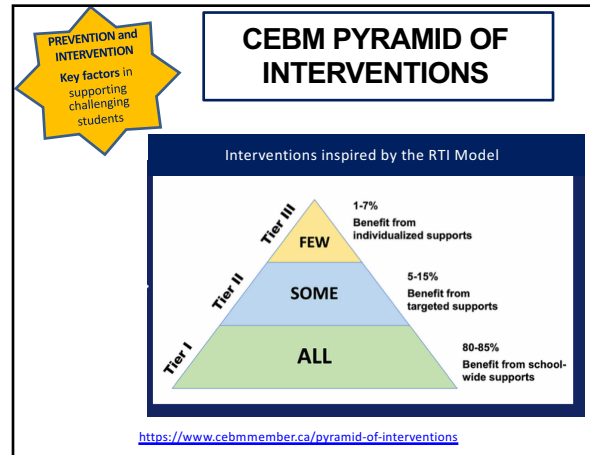 PREVENTION and
INTERVENTION
Key factors in
supporting
challenging
students
CEBM PYRAMID OF
INTERVENTIONS
Interventions inspired by the RTI Model
Tier III
FEW
1-7%
Benefit from
individualized supports
Tier II
SOME
5-15%
Benefit from
targeted supports
Tier I
ALL
80-85%
Benefit from school-
wide supports
https://www.cebmmember.ca/pyramid-of-interventions